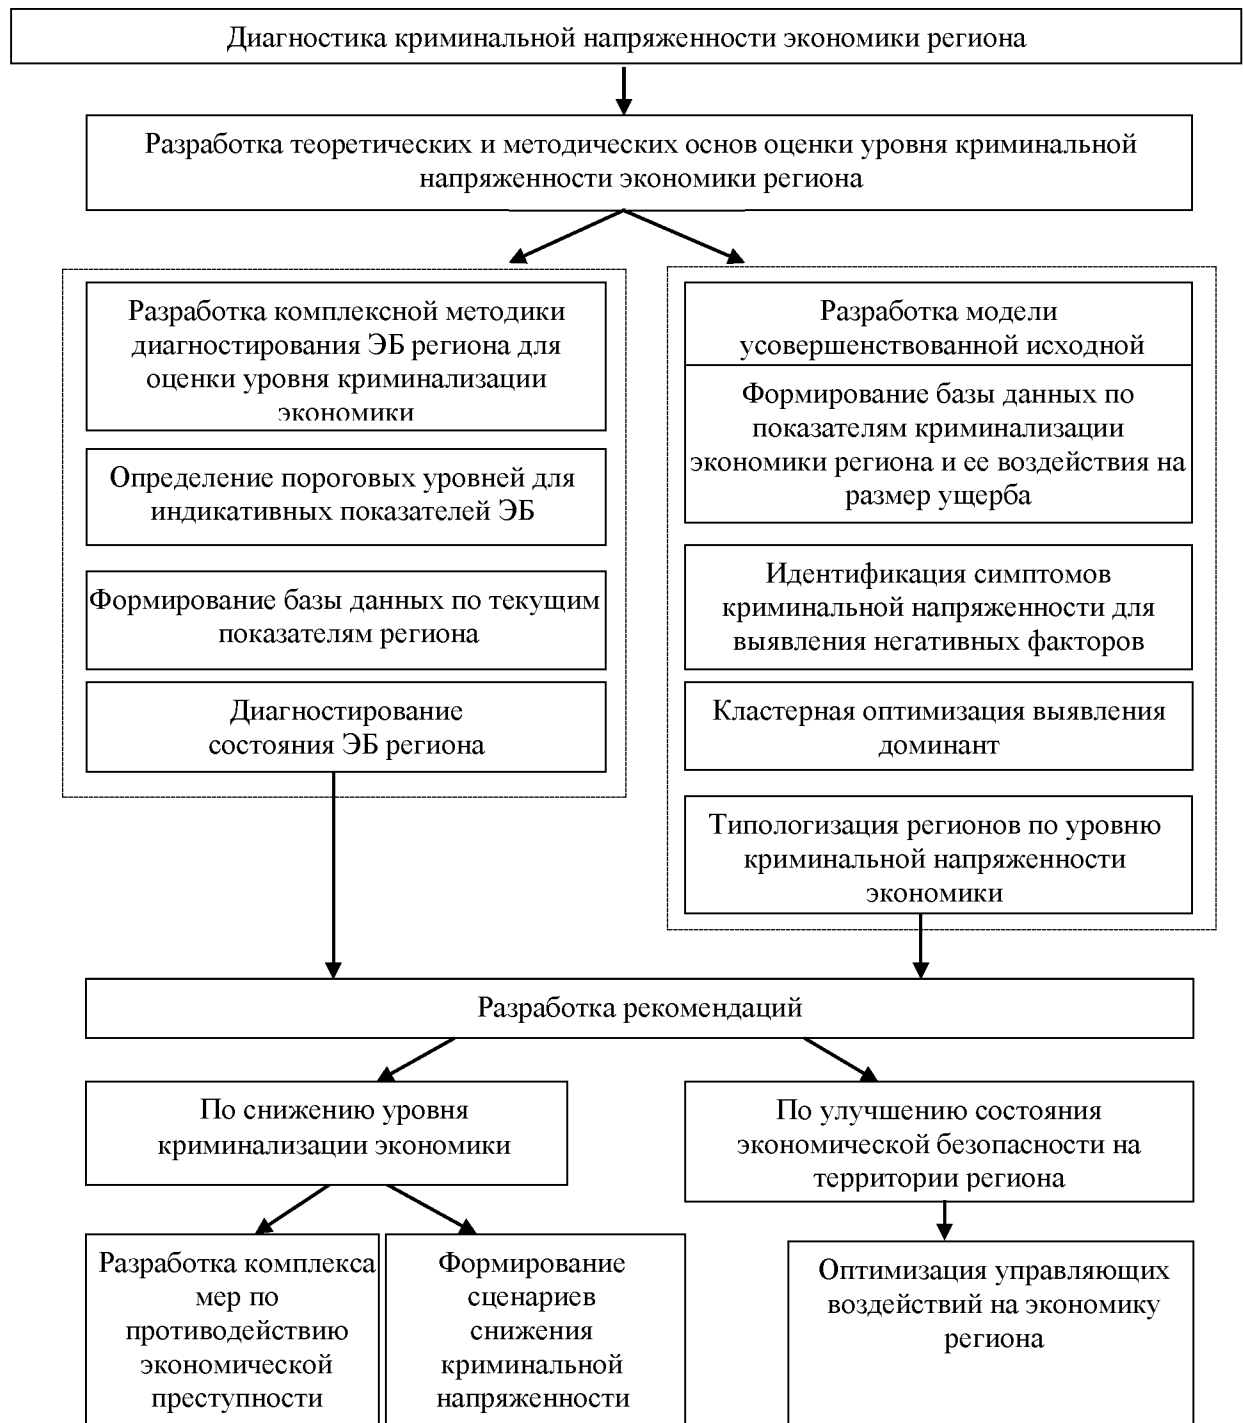 Диагностика криминальной напряженности экономики региона
Разработка теоретических и методических основ оценки уровня криминальной
напряженности экономики региона
Разработка комплексной методики
диагностирования ЭБ региона для
оценки уровня криминализации
экономики
Определение пороговых уровней для
индикативных показателей ЭБ
Формирование базы данных по текущим
показателям региона
Диагностирование
состояния ЭБ региона
Разработка модели
усовершенствованной исходной
Формирование базы данных по
показателям криминализации
экономики региона и ее воздействия на
размер ущерба
Идентификация симптомов
криминальной напряженности для
выявления негативных факторов
Кластерная оптимизация выявления
доминант
Типологизация регионов по уровню
криминальной напряженности
экономики
Разработка рекомендаций
По снижению уровня
криминализации экономики
По улучшению состояния
экономической безопасности на
территории региона
Разработка комплекса
мер по
противодействию
экономической
преступности
Формирование
сценариев
снижения
криминальной
напряженности
Оптимизация управляющих
воздействий на экономику
региона